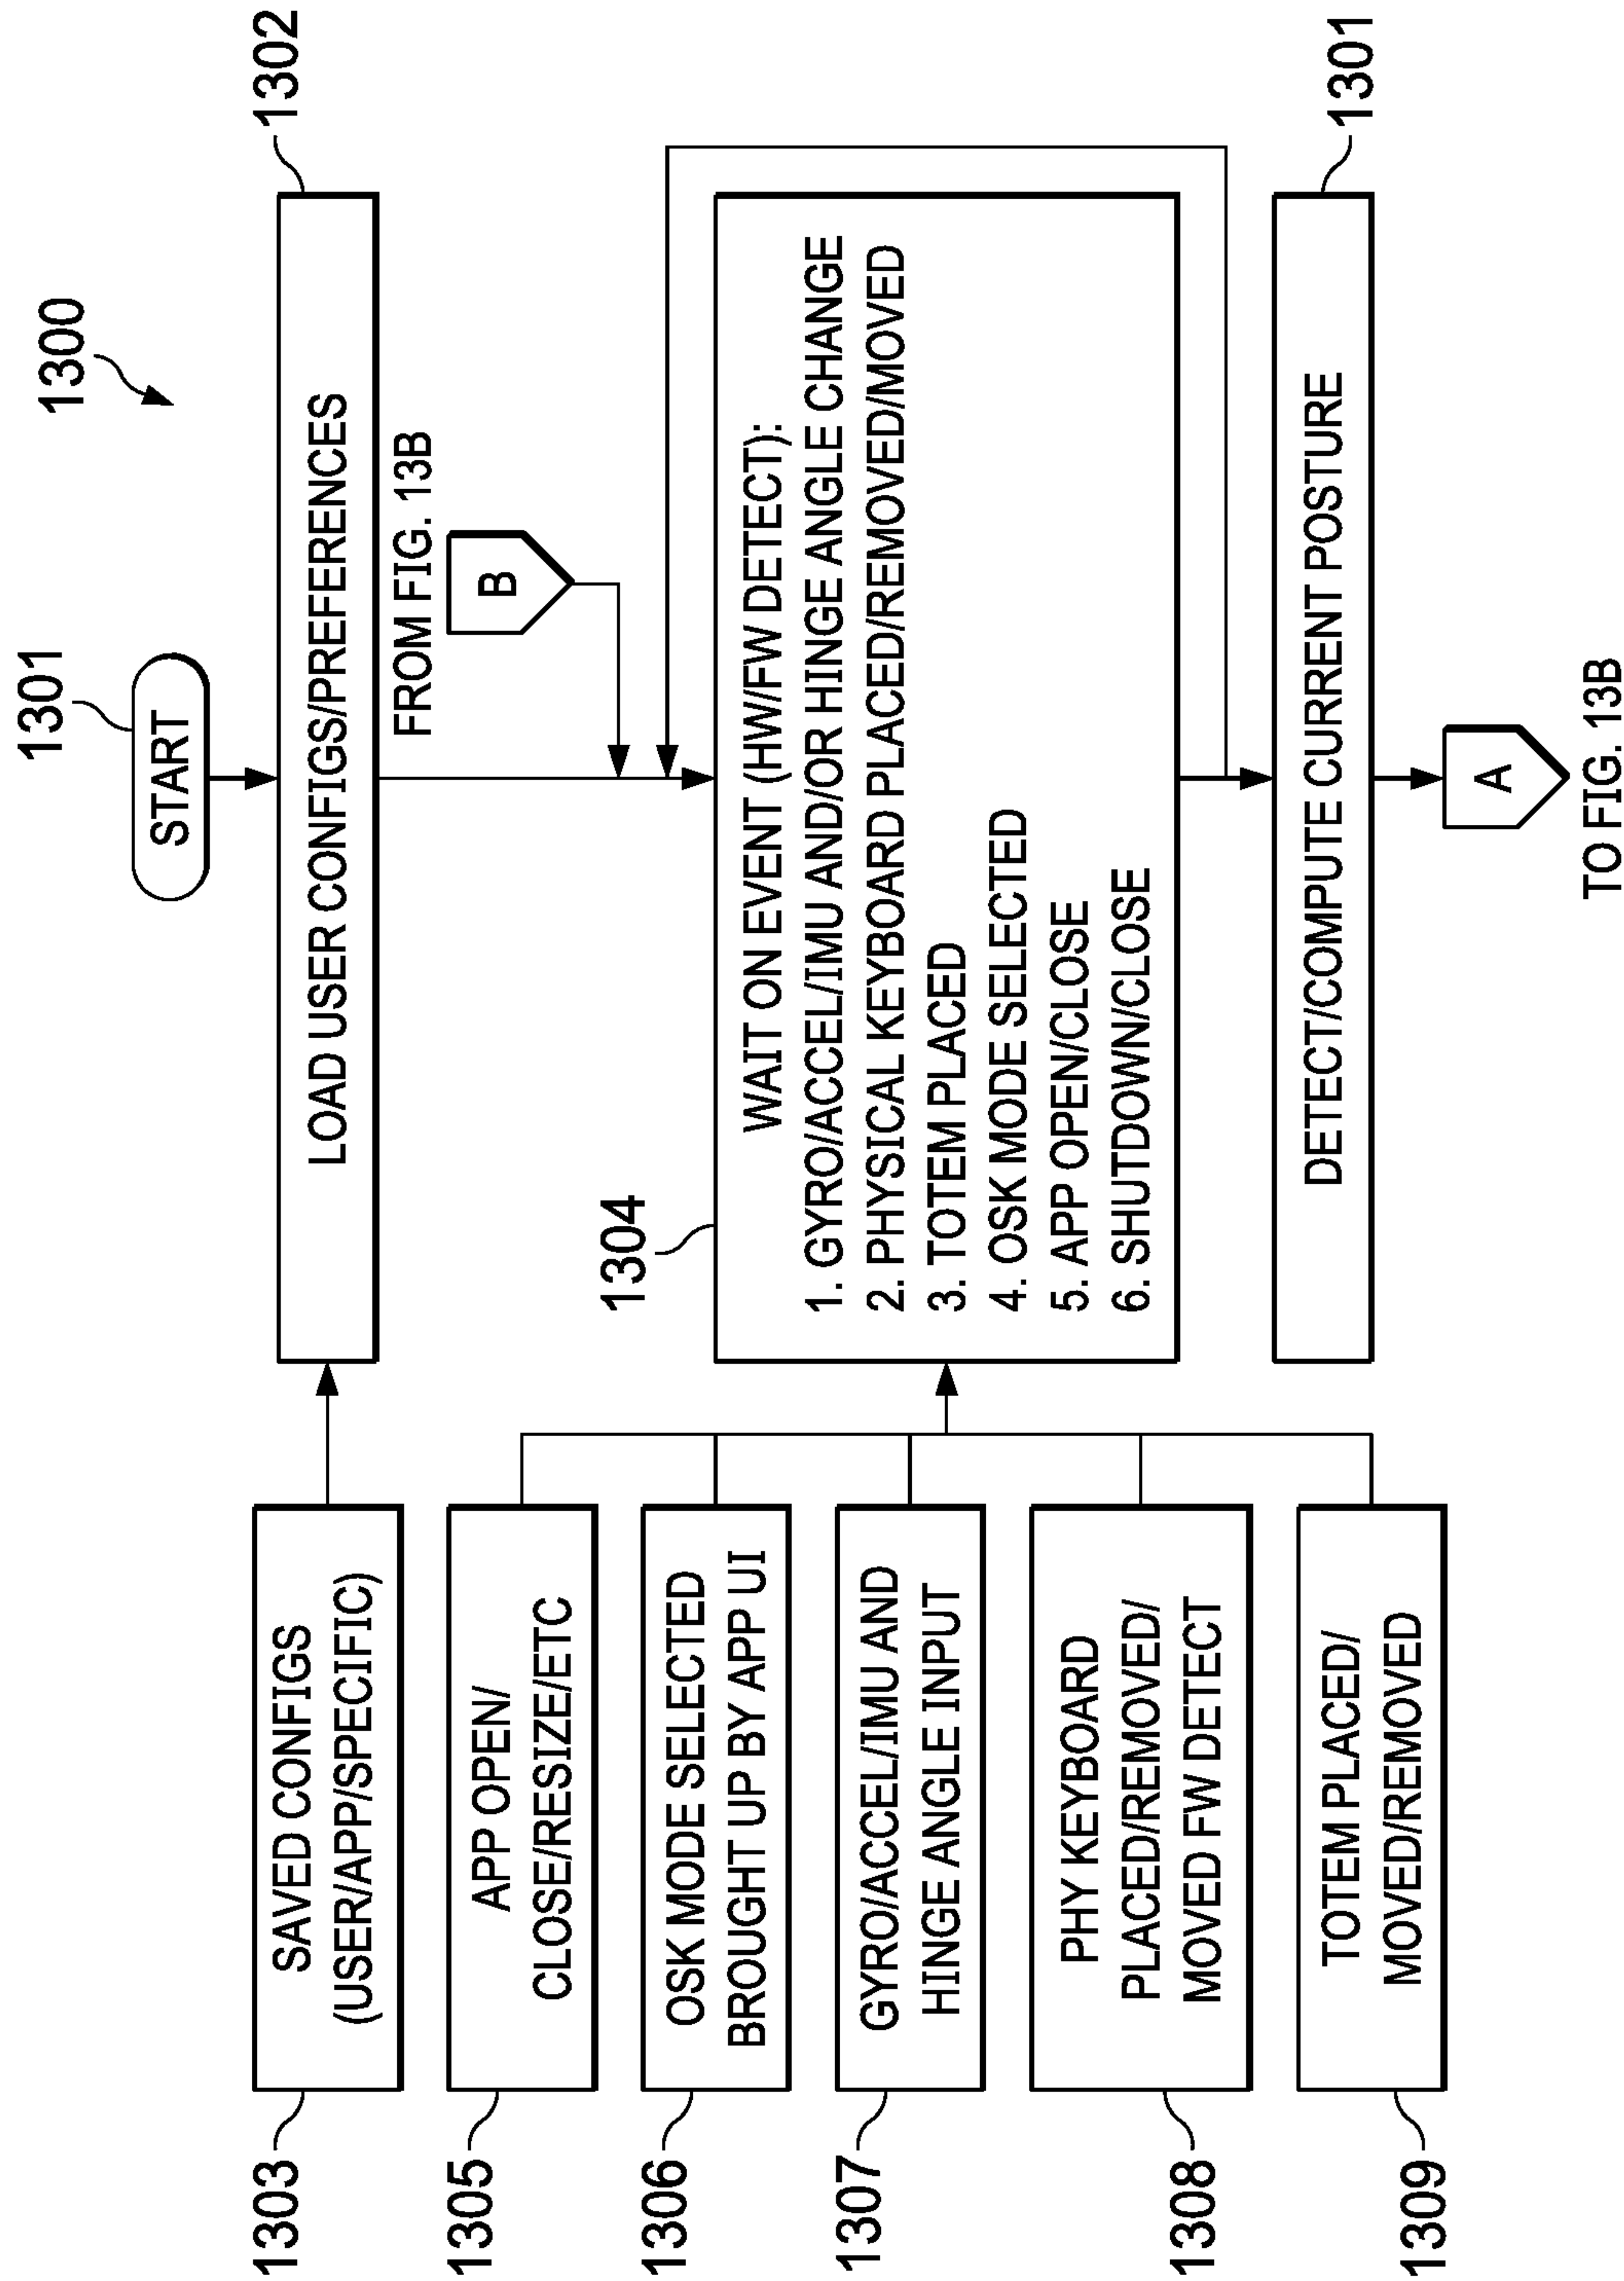 1300
1301
START
1302
LOAD USER CONFIGS/PREFERENCES
1303
SAVED CONFIGS
(USER/APP/SPECIFIC)
FROM FIG. 13B
B
1304
WAIT ON EVENT (HW/FW DETECT):
1. GYRO/ACCEL/IMU AND/OR HINGE ANGLE CHANGE
2. PHYSICAL KEYBOARD PLACED/REMOVED/MOVED
3. TOTEM PLACED
4. OSK MODE SELECTED
5. APP OPEN/CLOSE
6. SHUTDOWN/CLOSE
1305
APP OPEN/
CLOSE/RESIZE/ETC
1306
OSK MODE SELECTED
BROUGHT UP BY APP UI
1307
GYRO/ACCEL/IMU AND
HINGE ANGLE INPUT
1308
PHY KEYBOARD
PLACED/REMOVED/
MOVED FW DETECT
1309
TOTEM PLACED/
MOVED/REMOVED
1301
DETECT/COMPUTE CURRENT POSTURE
A
TO FIG. 13B